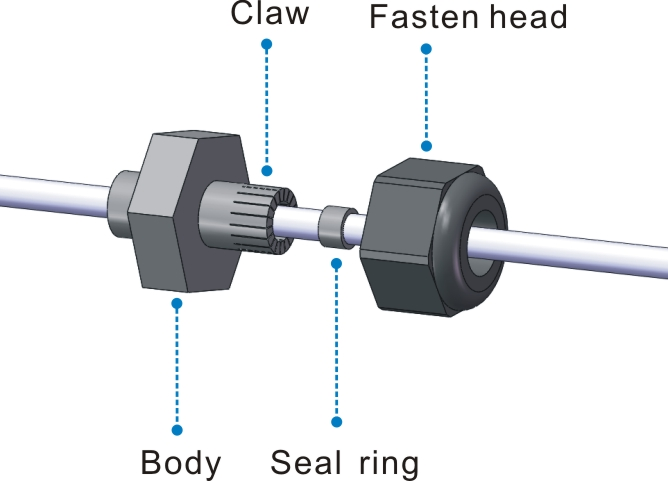 Claw
Fasten head
Body
Seal ring